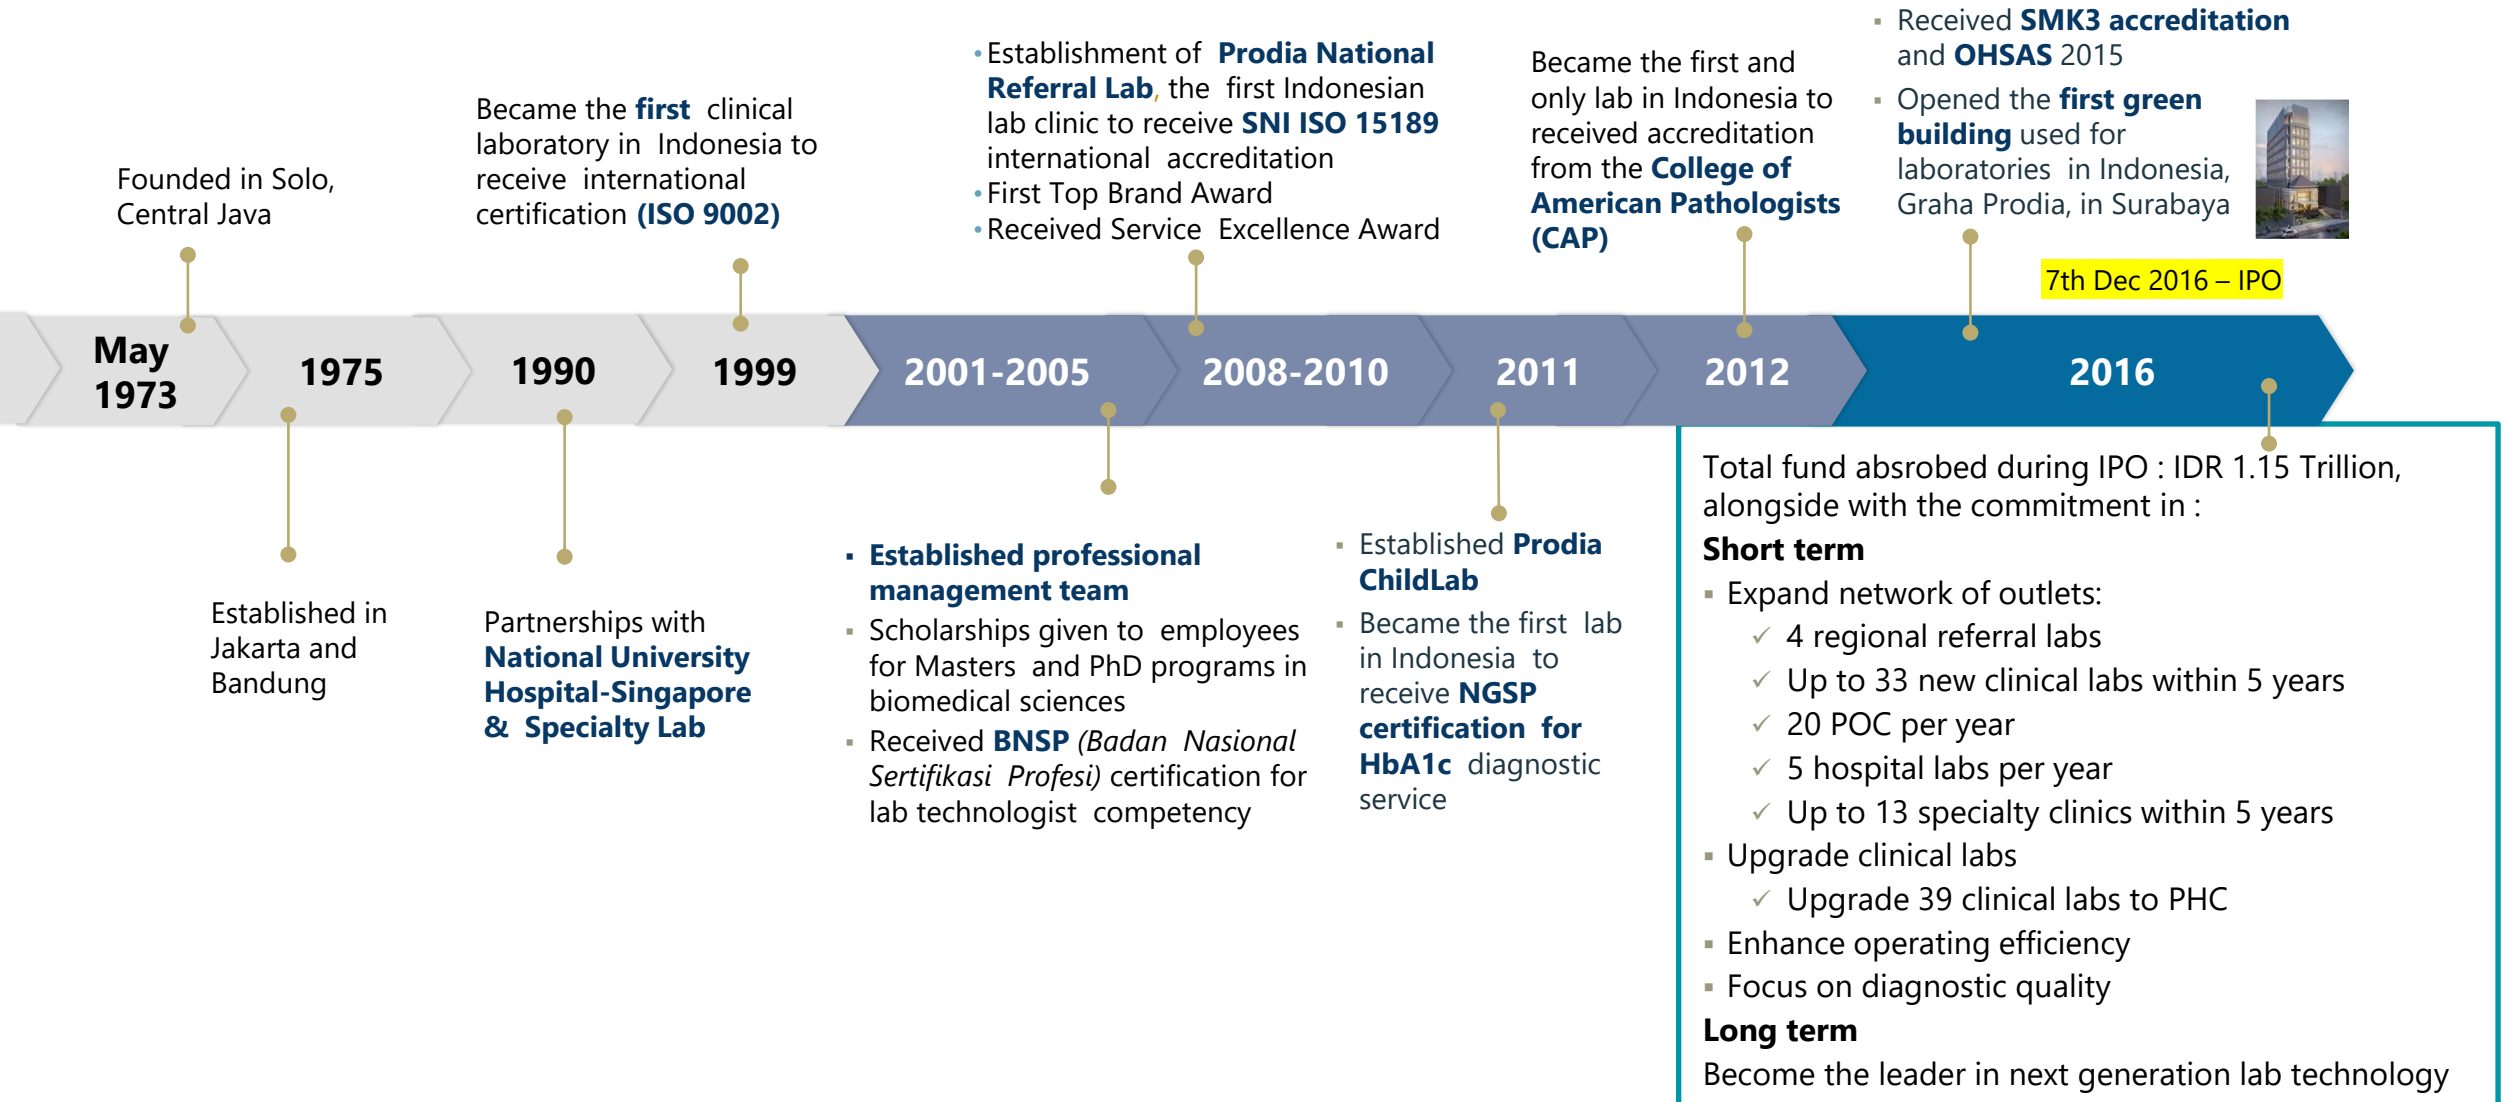 Founded in Solo,
Central Java
Became the first clinical
laboratory in Indonesia to
receive international
certification (ISO 9002)
• Establishment of Prodia National
Referral Lab, the first Indonesian
lab clinic to receive SNI ISO 15189
international accreditation
• First Top Brand Award
• Received Service Excellence Award
Became the first and
only lab in Indonesia to
received accreditation
from the College of
American Pathologists
(CAP)
▪ Received SMK3 accreditation
and OHSAS 2015
▪ Opened the first green
building used for
laboratories in Indonesia,
Graha Prodia, in Surabaya
7th Dec 2016 – IPO
May
1973
1975
1990
1999
2001-2005
2008-2010
2011
2012
2016
Established in
Jakarta and
Bandung
Partnerships with
National University
Hospital-Singapore
& Specialty Lab
▪ Established professional
management team
▪ Scholarships given to employees
for Masters and PhD programs in
biomedical sciences
▪ Received BNSP (Badan Nasional
Sertifikasi Profesi) certification for
lab technologist competency
▪ Established Prodia
ChildLab
▪ Became the first lab
in Indonesia to
receive NGSP
certification for
HbA1c diagnostic
service
Total fund absrobed during IPO : IDR 1.15 Trillion,
alongside with the commitment in :
Short term
▪ Expand network of outlets:
✓ 4 regional referral labs
✓ Up to 33 new clinical labs within 5 years
✓ 20 POC per year
✓ 5 hospital labs per year
✓ Up to 13 specialty clinics within 5 years
▪ Upgrade clinical labs
✓ Upgrade 39 clinical labs to PHC
▪ Enhance operating efficiency
▪ Focus on diagnostic quality
Long term
Become the leader in next generation lab technology